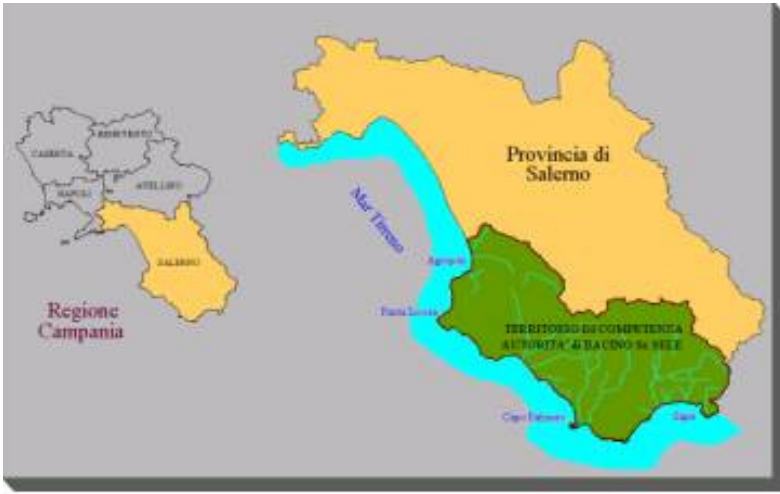 CASERTA
BENEVENTO
NAPOLI
AVELLINO
SALERNO
Regione
Campania
Provincia di
Salerno
Mar Tirreno
Agropoli
Punta Licosa
TERRITORIO DI COMPETENZA
AUTORITA' di BACINO Sx SELE
Capo Palinuro
Sapri